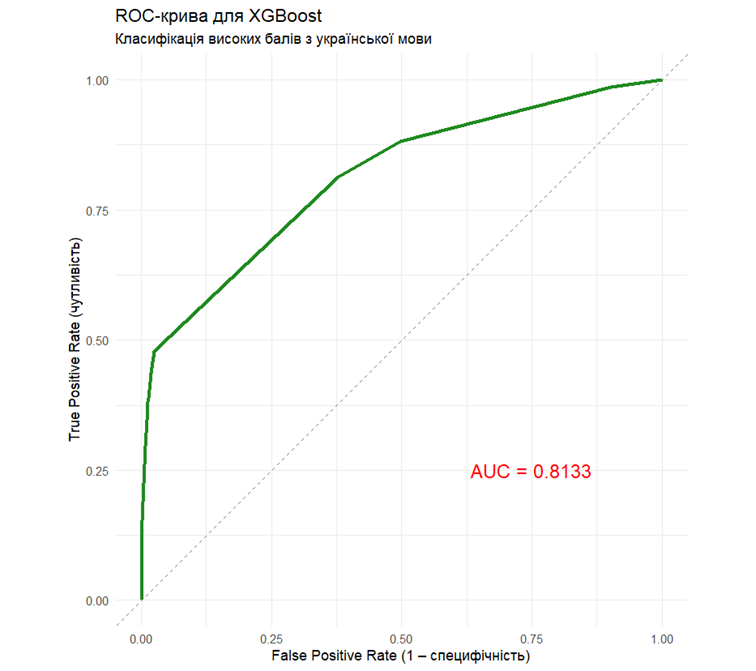 ROC-крива для XGBoost
Класифікація високих балів з української мови
True Positive Rate (чутливість)
1.00
0.75
0.50
0.25
0.00
AUC = 0.8133
0.00 0.25 0.50 0.75 1.00
False Positive Rate (1 – специфічність)